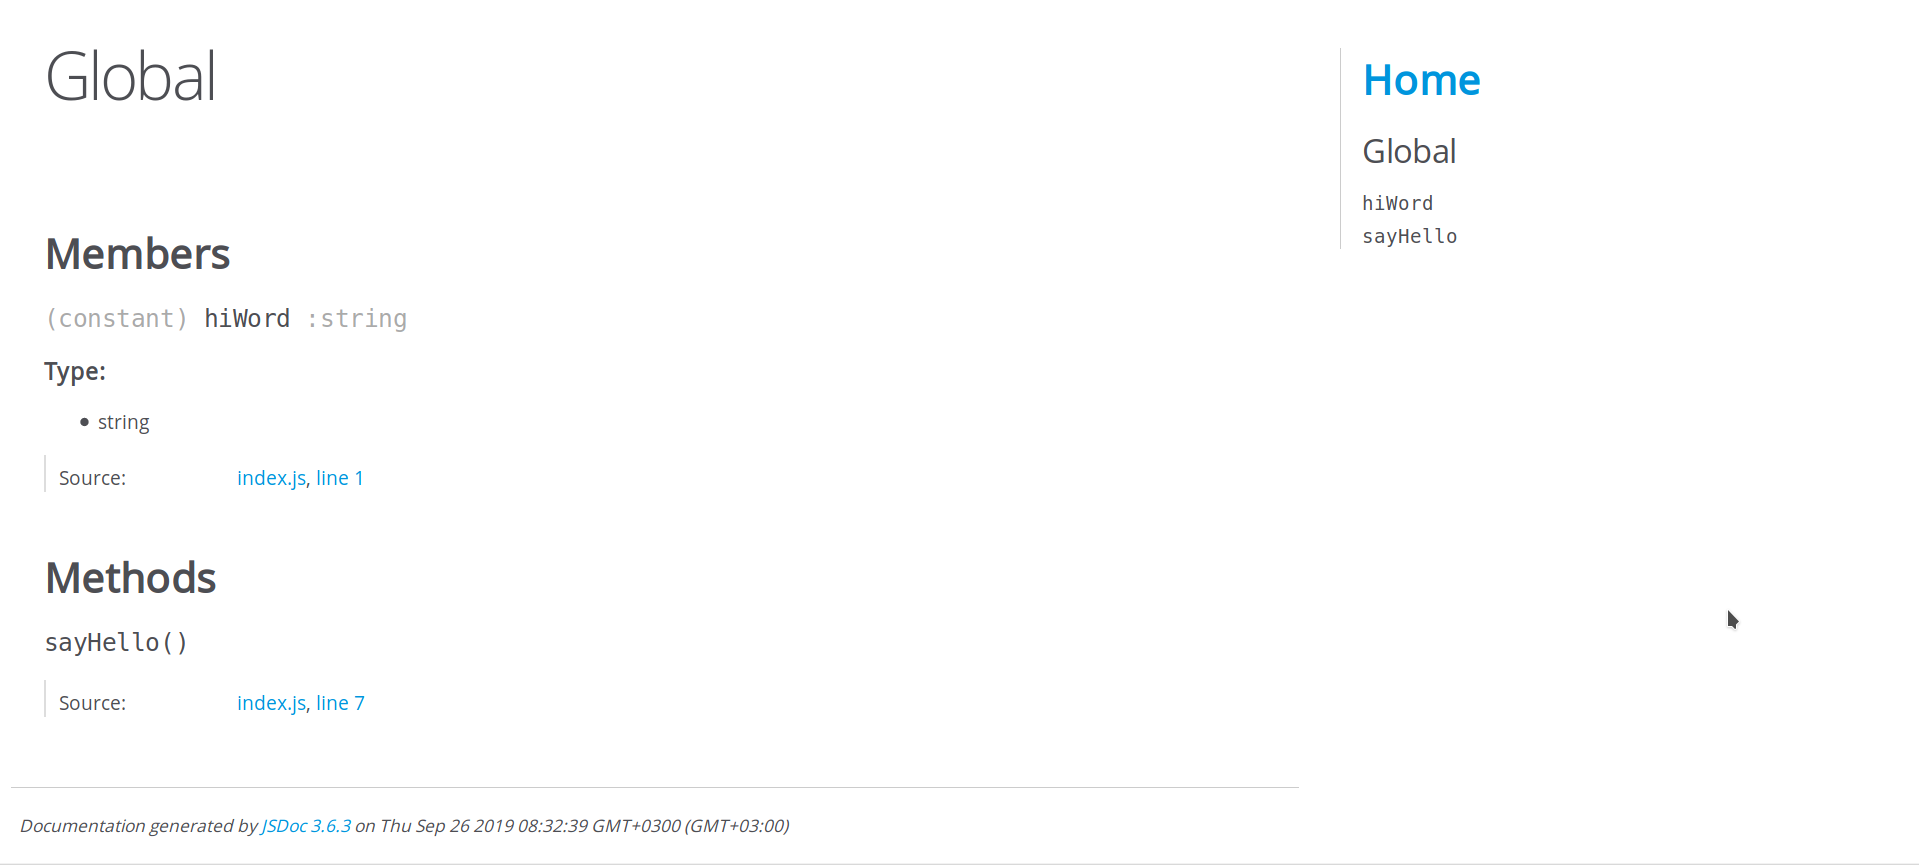 Global
Members
(constant) hiWord :string
Type:
string
Source: index.js, line 1
Methods
sayHello()
Source: index.js, line 7
Documentation generated by JSDoc 3.6.3 on Thu Sep 26 2019 08:32:39 GMT+0300 (GMT+03:00)
Home
Global
hiWord
sayHello